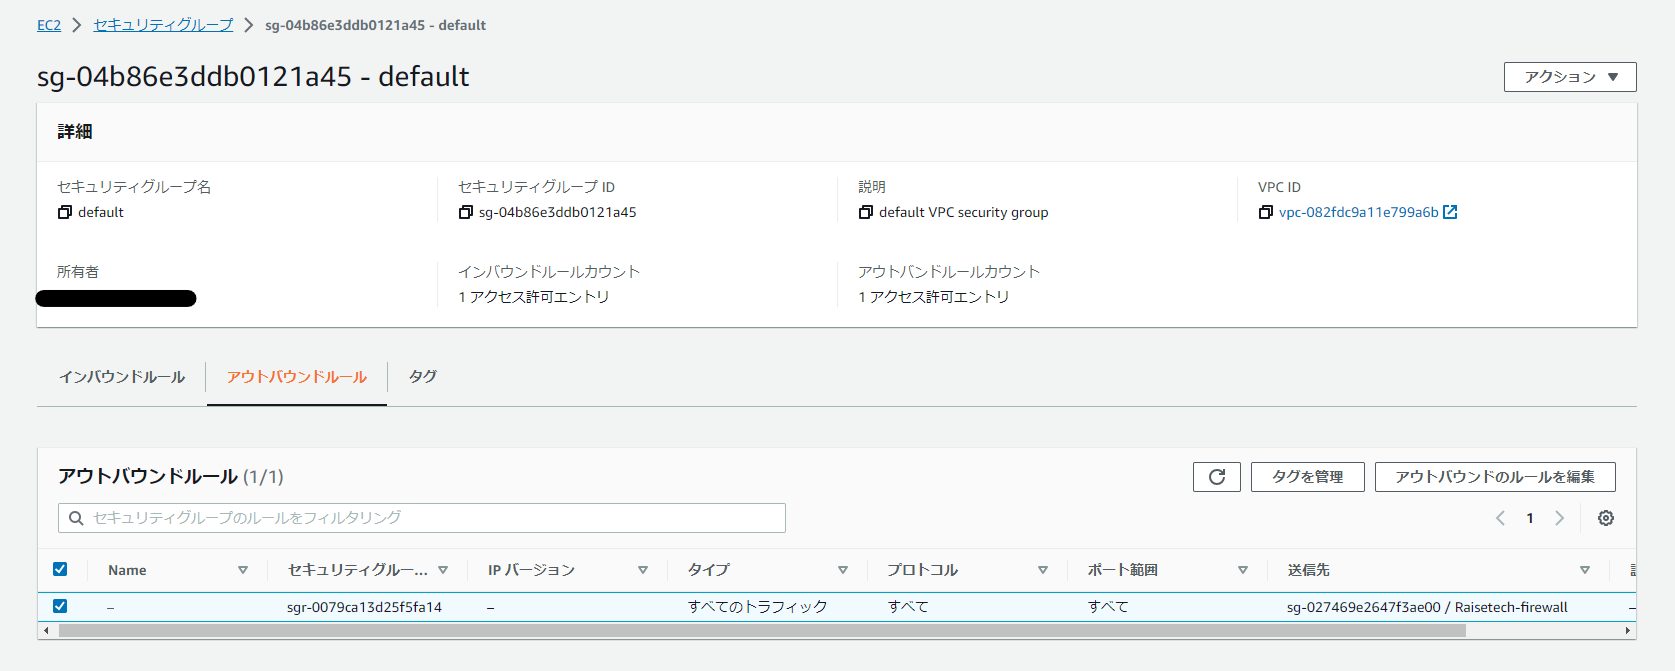 EC2 > セキュリティグループ > sg-04b86e3ddb0121a45 - default
sg-04b86e3ddb0121a45 - default
アクション ▼
詳細
セキュリティグループ名 セキュリティグループ ID 説明 VPC ID
default sg-04b86e3ddb0121a45 default VPC security group vpc-082fdc9a11e799a6b
所有者 インバウンドルールカウント アウトバンドルールカウント
1 アクセス許可エントリ 1 アクセス許可エントリ
インバウンドルール アウトバウンドルール タグ
アウトバウンドルール (1/1) タグを管理 アウトバウンドのルールを編集
セキュリティグループのルールをフィルタリング 1
Name セキュリティグルー... IP バージョン タイプ プロトコル ポート範囲 送信先
– sgr-0079ca13d25f5fa14 – すべてのトラフィック すべて すべて sg-027469e2647f3ae00 / Raisetech-firewall –